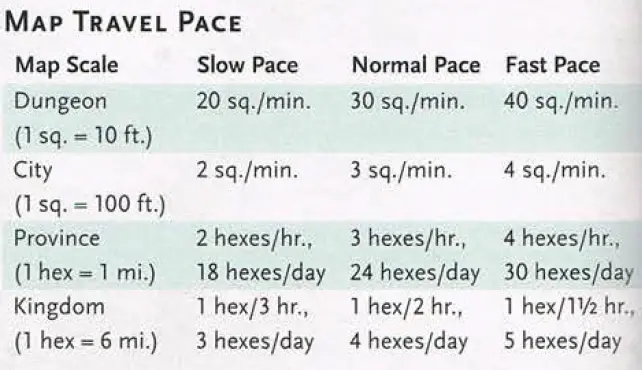 Map Travel Pace
Map Scale Slow Pace Normal Pace Fast Pace
Dungeon 20 sq./min. 30 sq./min. 40 sq./min.
(1 sq. = 10 ft.)
City 2 sq./min. 3 sq./min. 4 sq./min.
(1 sq. = 100 ft.)
Province 2 hexes/hr., 3 hexes/hr., 4 hexes/hr.,
(1 hex = 1 mi.) 18 hexes/day 24 hexes/day 30 hexes/day
Kingdom 1 hex/3 hr., 1 hex/2 hr., 1 hex/1½ hr.,
(1 hex = 6 mi.) 3 hexes/day 4 hexes/day 5 hexes/day